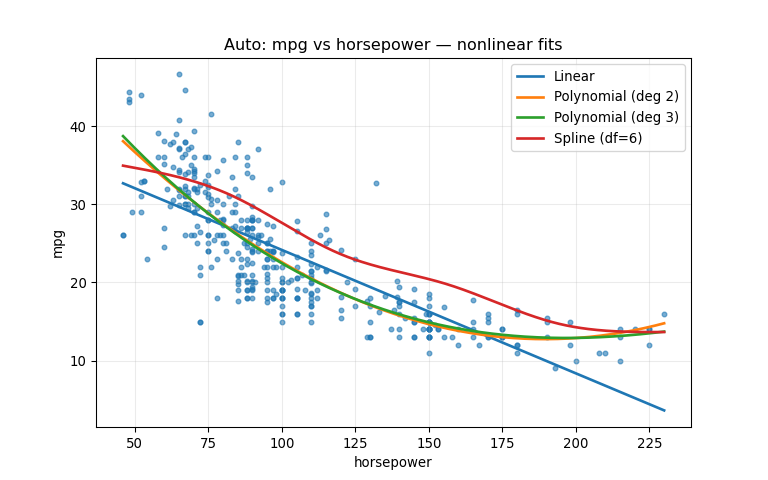 Auto: mpg vs horsepower — nonlinear fits
Linear
Polynomial (deg 2)
Polynomial (deg 3)
Spline (df=6)
40
30
20
10
mpg
50
75
100
125
150
175
200
225
horsepower